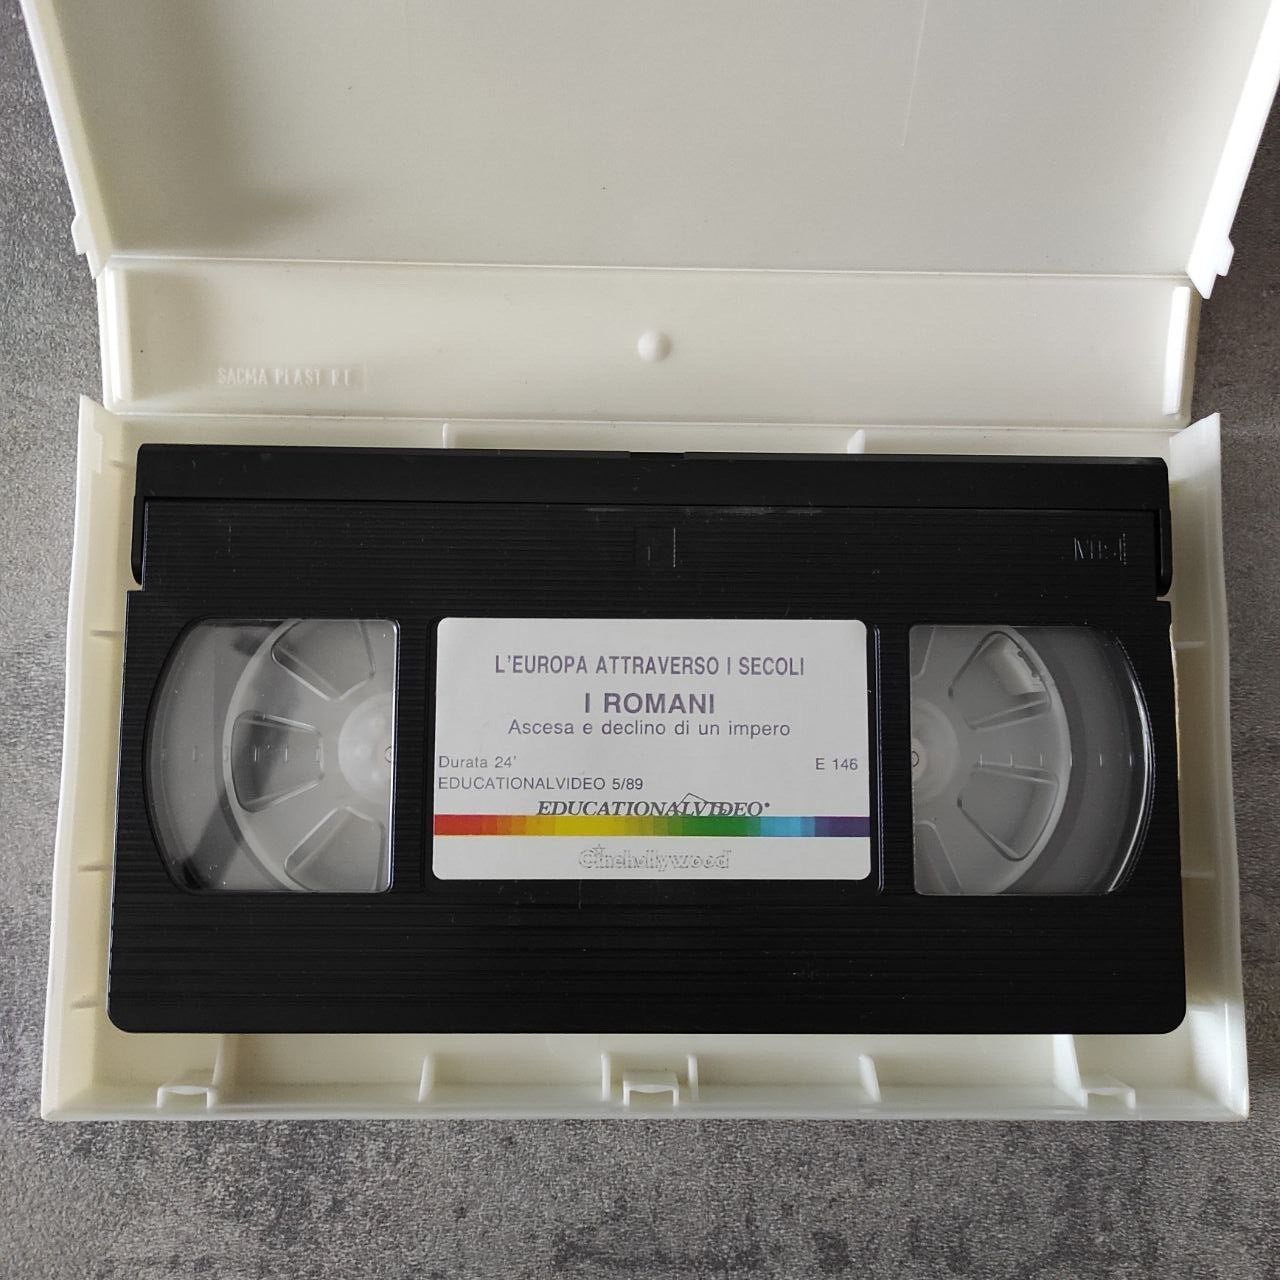 SACMA PLAST R.E.
L'EUROPA ATTRAVERSO I SECOLI
I ROMANI
Ascesa e declino di un impero
Durata 24'
E 146
EDUCATIONALVIDEO 5/89
EDUCATIONALVIDEO
Cinehollywood